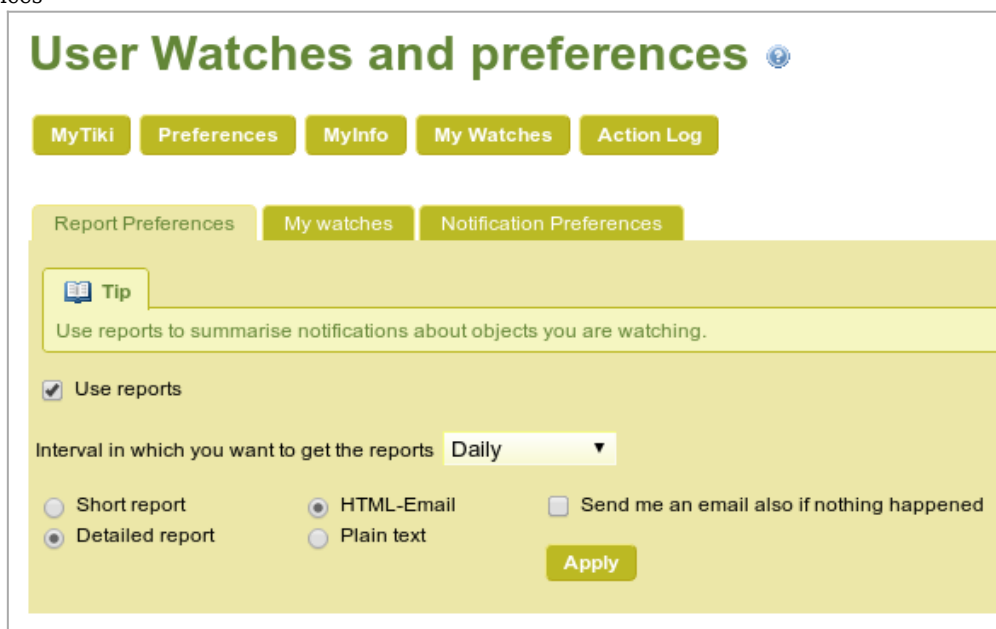 User Watches and preferences
MyTiki Preferences MyInfo My Watches Action Log
Report Preferences My watches Notification Preferences
Tip
Use reports to summarise notifications about objects you are watching.
Use reports
Interval in which you want to get the reports Daily
Short report HTML-Email Send me an email also if nothing happened
Detailed report Plain text
Apply